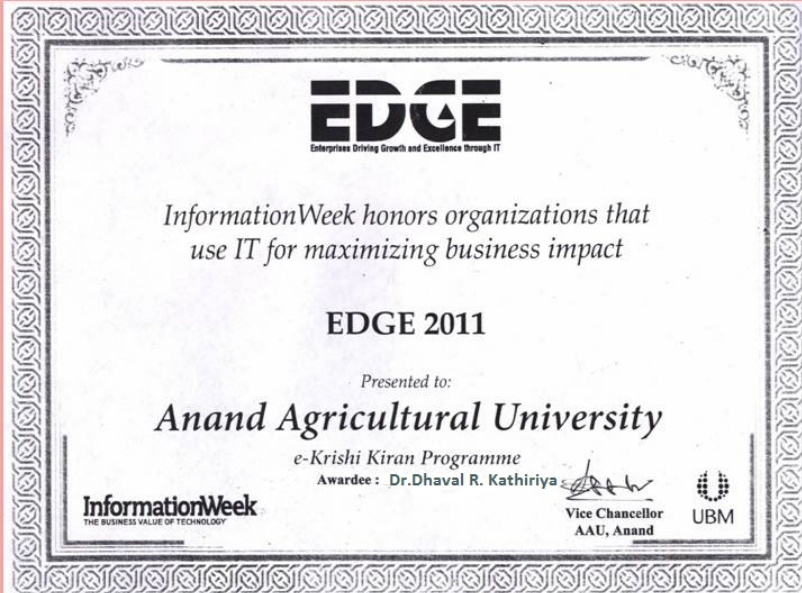 EDGE
Enterprises Driving Growth and Excellence through IT
InformationWeek honors organizations that
use IT for maximizing business impact
EDGE 2011
Presented to:
Anand Agricultural University
e-Krishi Kiran Programme
Awardee : Dr.Dhaval R. Kathiriya
InformationWeek
THE BUSINESS VALUE OF TECHNOLOGY
Vice Chancellor
AAU, Anand
UBM